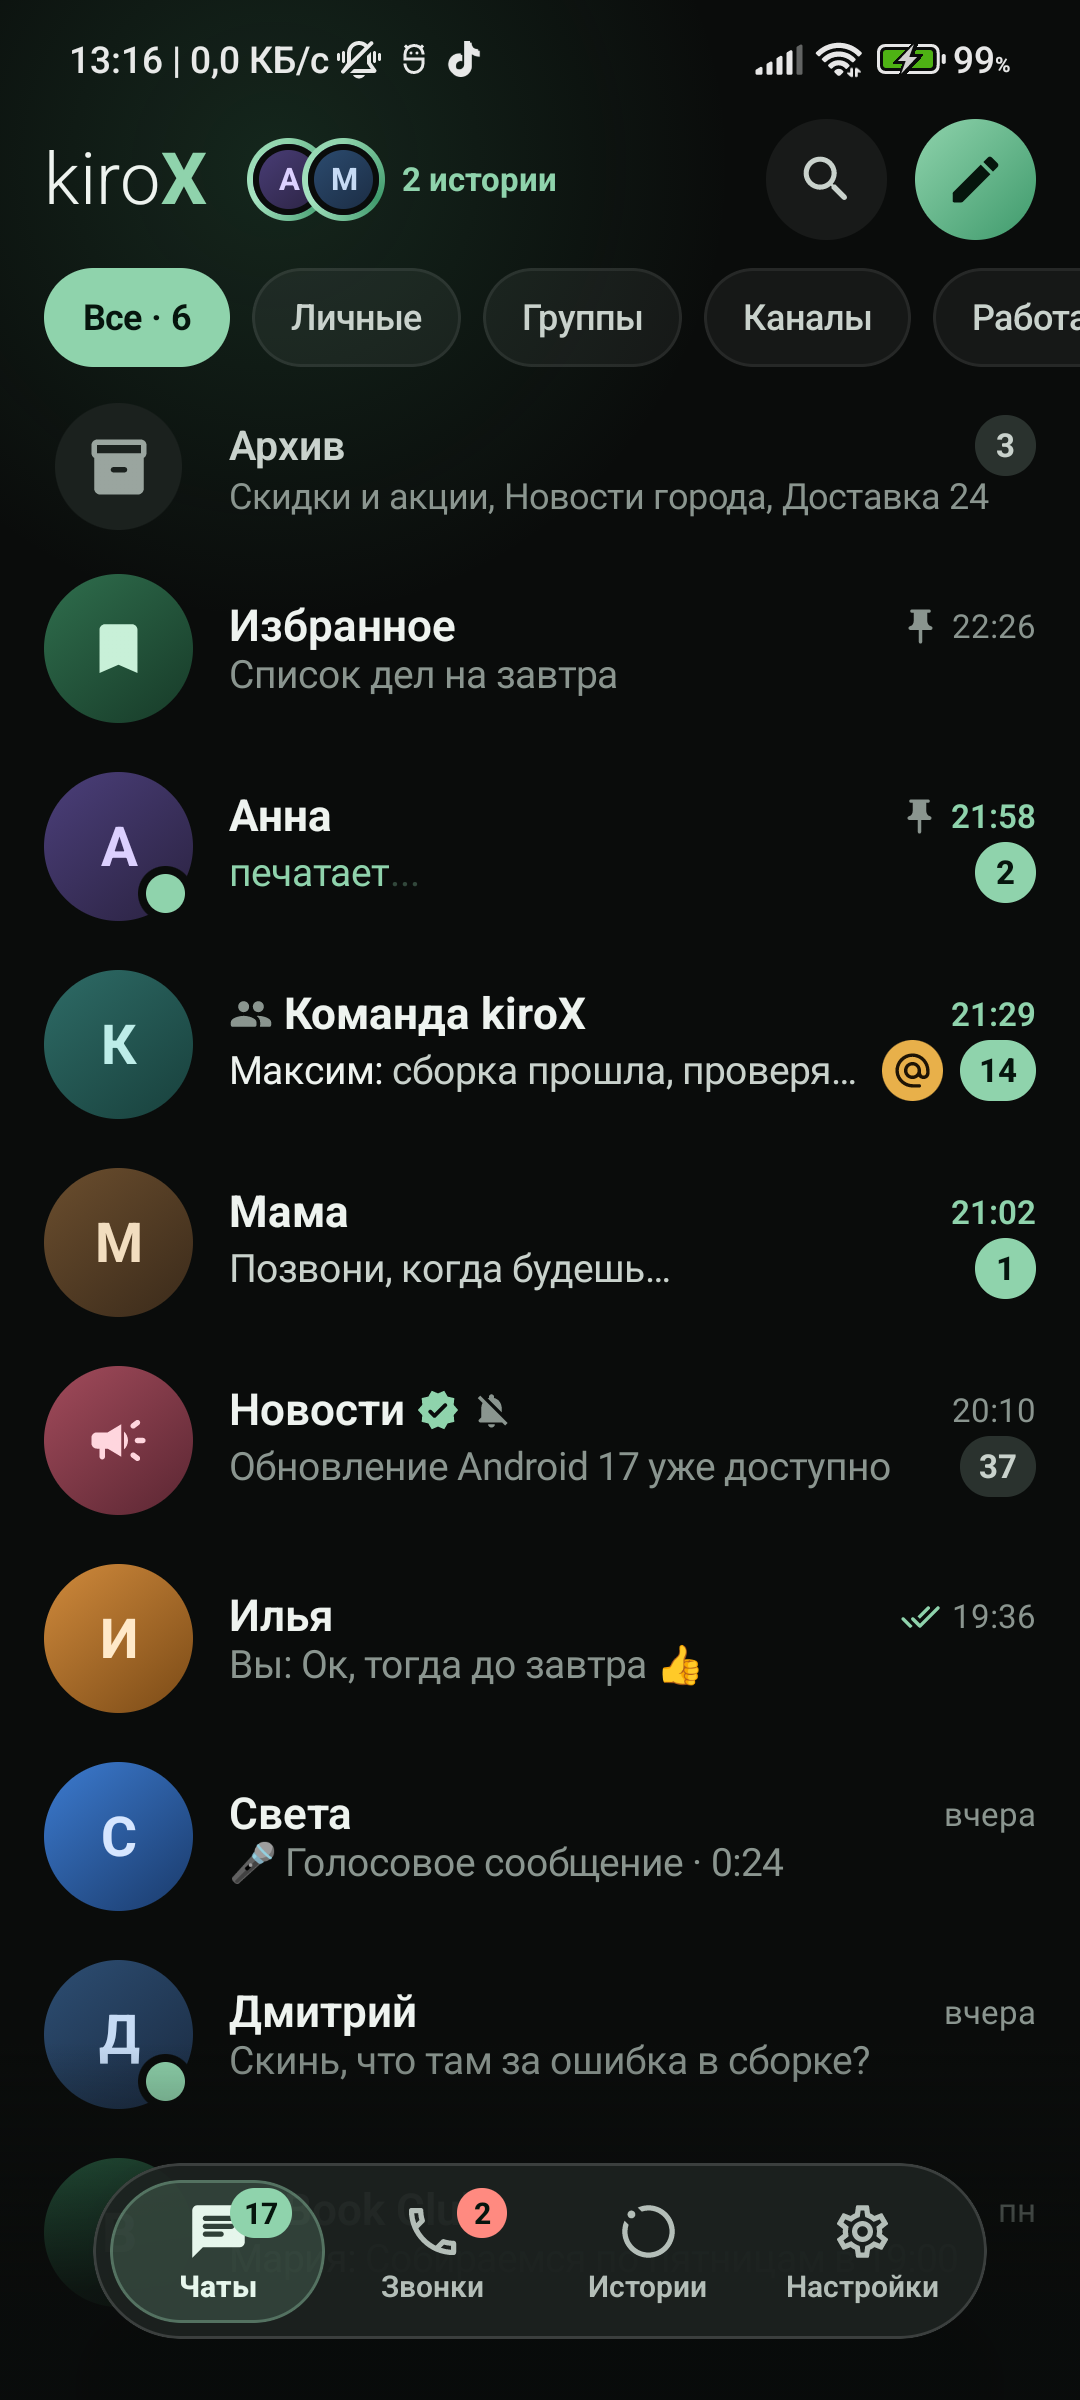 13:16 | 0,0 КБ/с
99%
kiroX
А
М
2 истории
Все · 6
Личные
Группы
Каналы
Работа
Архив
3
Скидки и акции, Новости города, Доставка 24
Избранное
22:26
Список дел на завтра
А
Анна
21:58
печатает...
2
К
Команда kiroX
21:29
Максим: сборка прошла, проверя...
@
14
М
Мама
21:02
Позвони, когда будешь...
1
Новости
20:10
Обновление Android 17 уже доступно
37
И
Илья
19:36
Вы: Ок, тогда до завтра 👍
С
Света
вчера
🎤 Голосовое сообщение · 0:24
Д
Дмитрий
вчера
Скинь, что там за ошибка в сборке?
пн
17
2
Чаты
Звонки
Истории
Настройки